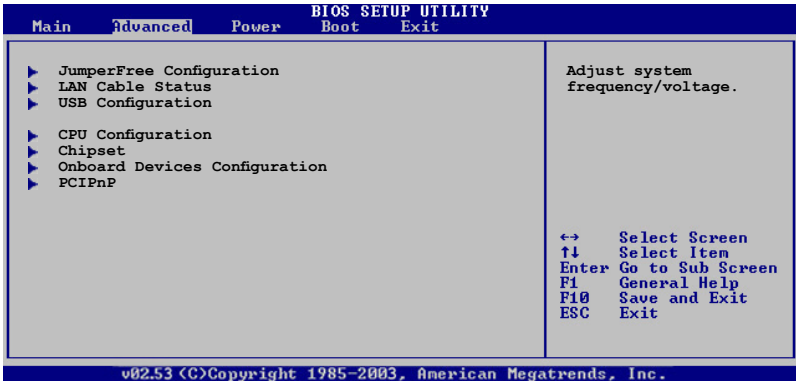 BIOS SETUP UTILITY
Main Advanced Power Boot Exit
JumperFree Configuration
LAN Cable Status
USB Configuration
CPU Configuration
Chipset
Onboard Devices Configuration
PCIPnP
Adjust system
frequency/voltage.
←→ Select Screen
↑↓ Select Item
Enter Go to Sub Screen
F1 General Help
F10 Save and Exit
ESC Exit
v02.53 (C)Copyright 1985-2003, American Megatrends, Inc.